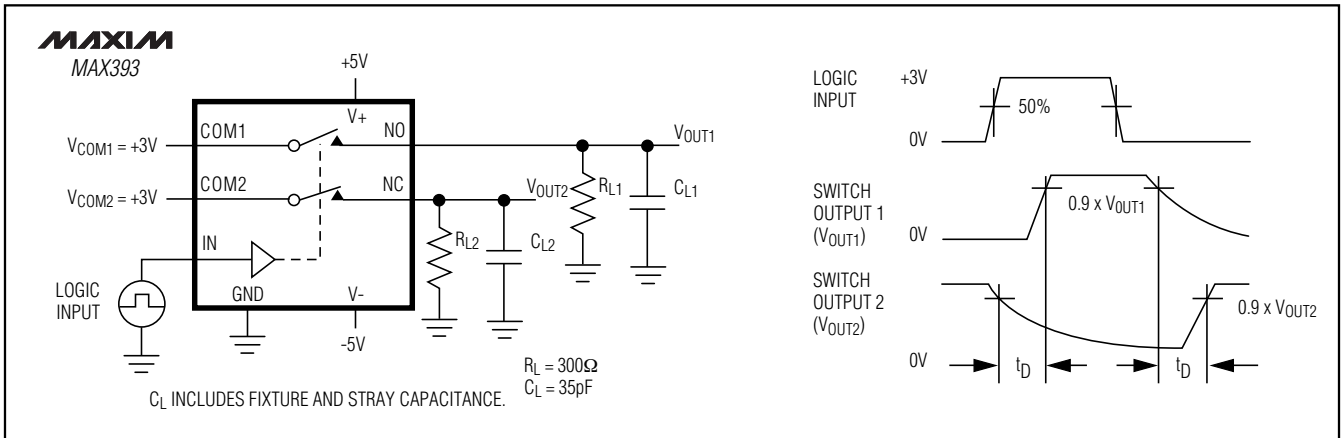 MAXIM
MAX393
+5V
V+
COM1
NO
VCOM1 = +3V
VOUT1
COM2
NC
VCOM2 = +3V
VOUT2
RL1
CL1
RL2
CL2
IN
LOGIC
INPUT
GND
V-
-5V
RL = 300Ω
CL = 35pF
CL INCLUDES FIXTURE AND STRAY CAPACITANCE.
LOGIC
INPUT
+3V
50%
0V
SWITCH
OUTPUT 1
(VOUT1)
0.9 x VOUT1
0V
SWITCH
OUTPUT 2
(VOUT2)
0.9 x VOUT2
0V
tD
tD